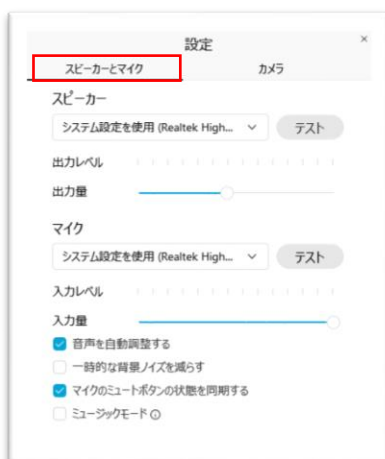 設定
×
スピーカーとマイク カメラ
スピーカー
システム設定を使用 (Realtek High... テスト
出力レベル
出力量
マイク
システム設定を使用 (Realtek High... テスト
入力レベル
入力量
音声を自動調整する
一時的な背景ノイズを減らす
マイクのミュートボタンの状態を同期する
ミュージックモード